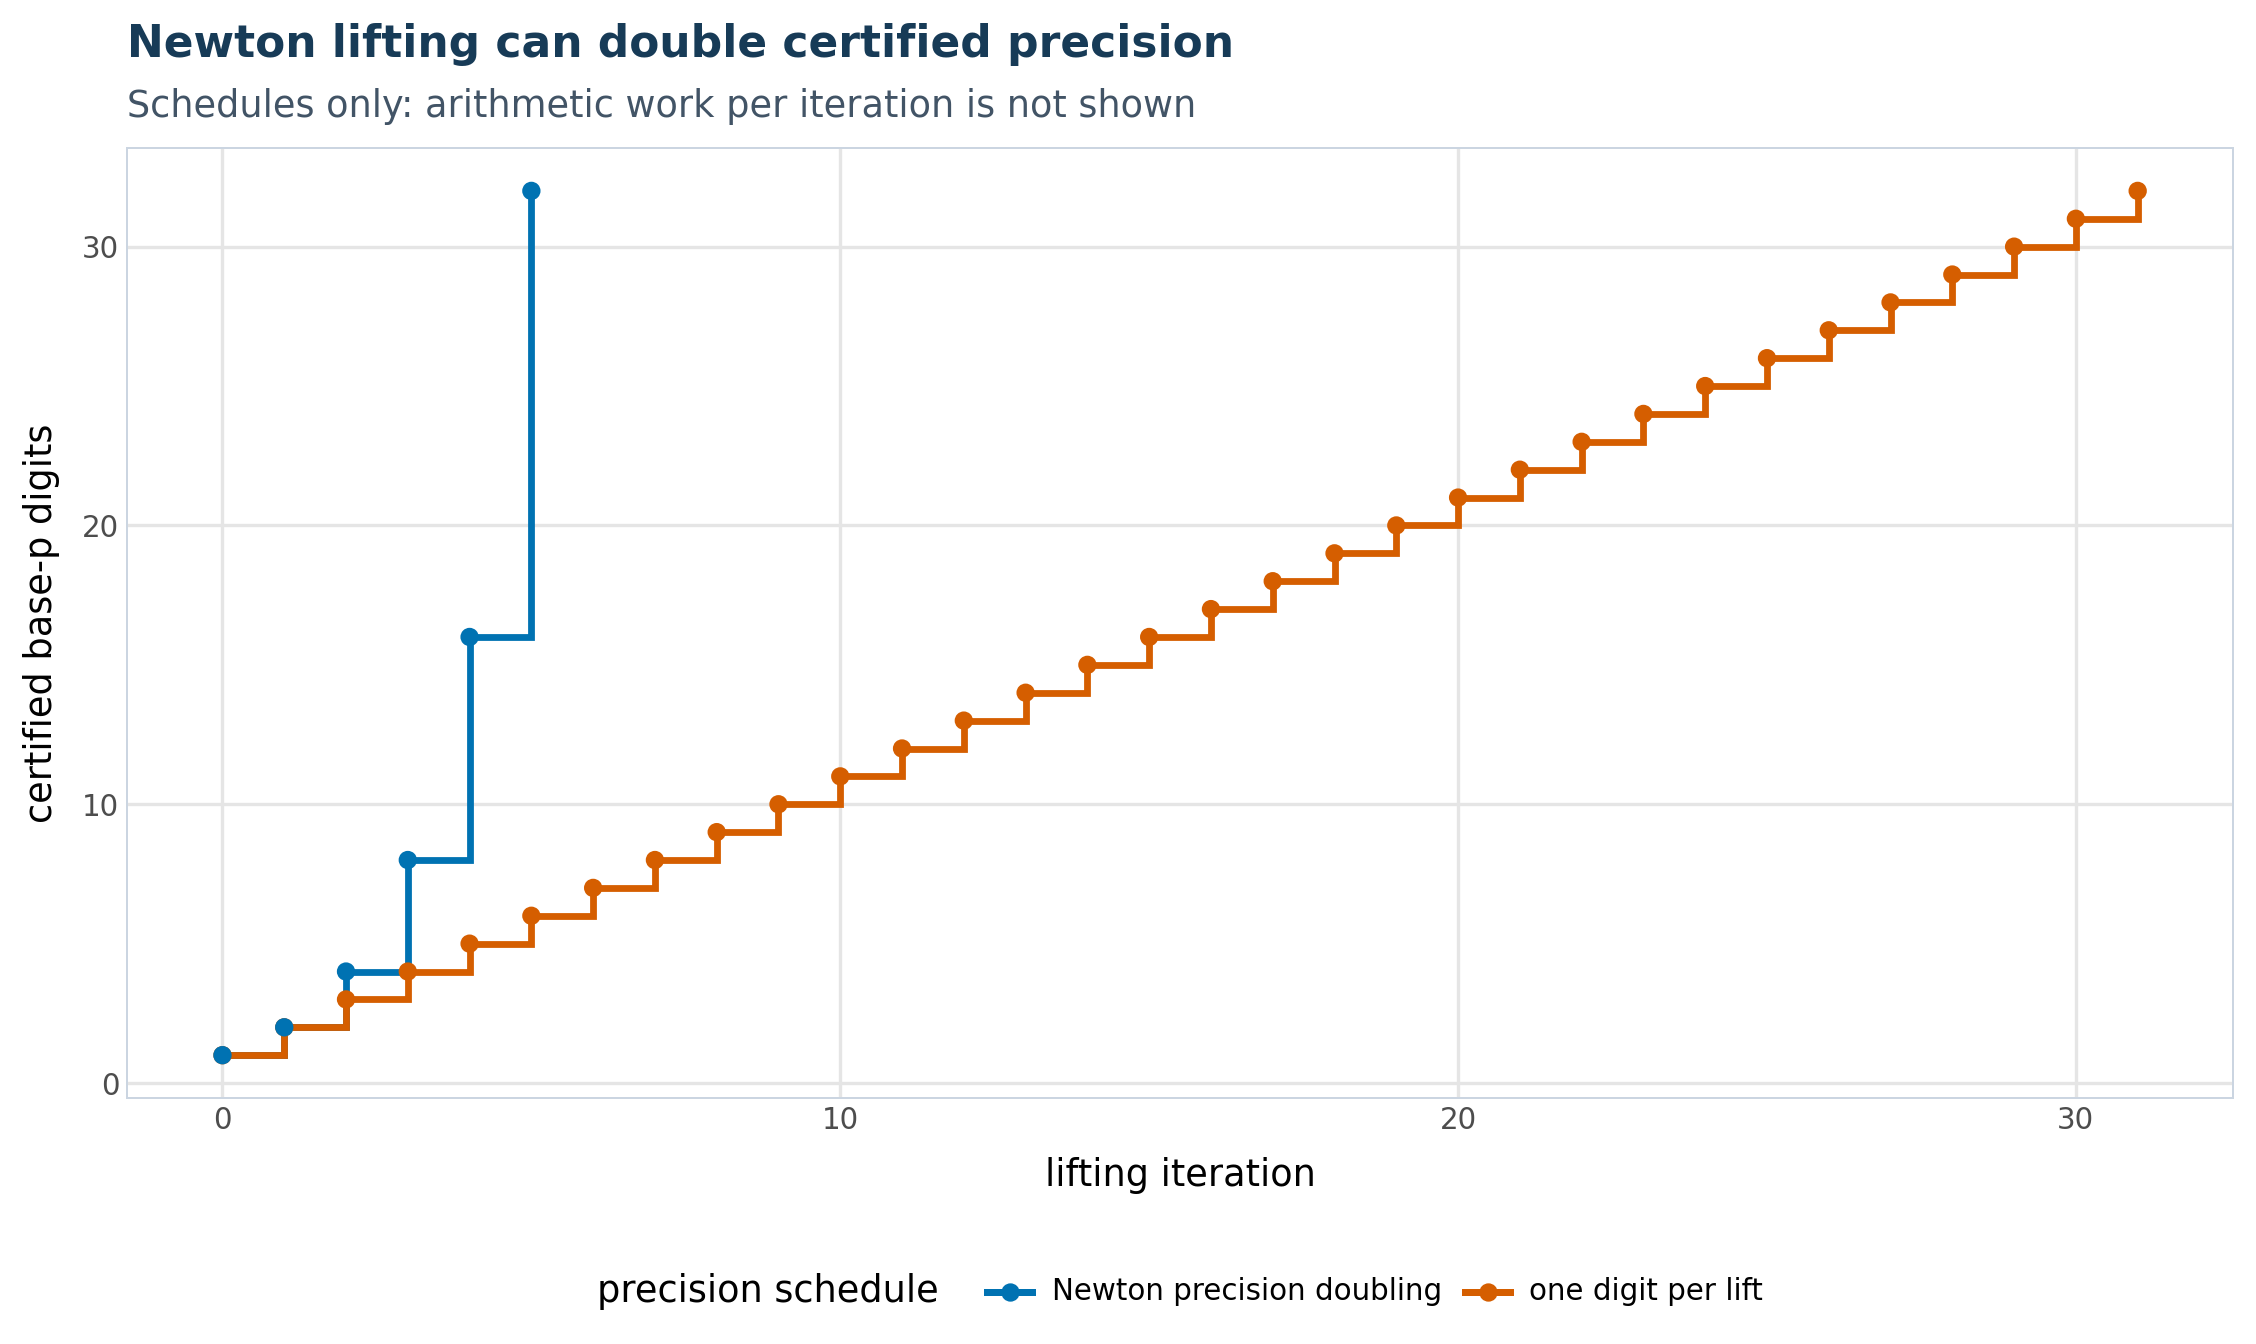 Newton lifting can double certified precision
Schedules only: arithmetic work per iteration is not shown
certified base-p digits
30
20
10
0
0 10 20 30
lifting iteration
precision schedule Newton precision doubling one digit per lift